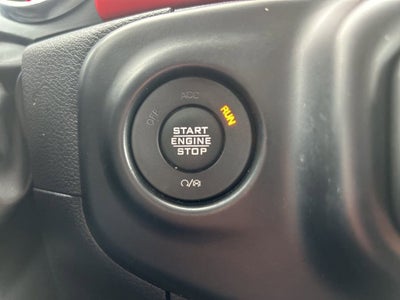 OFF
ACC
RUN
START
ENGINE
STOP